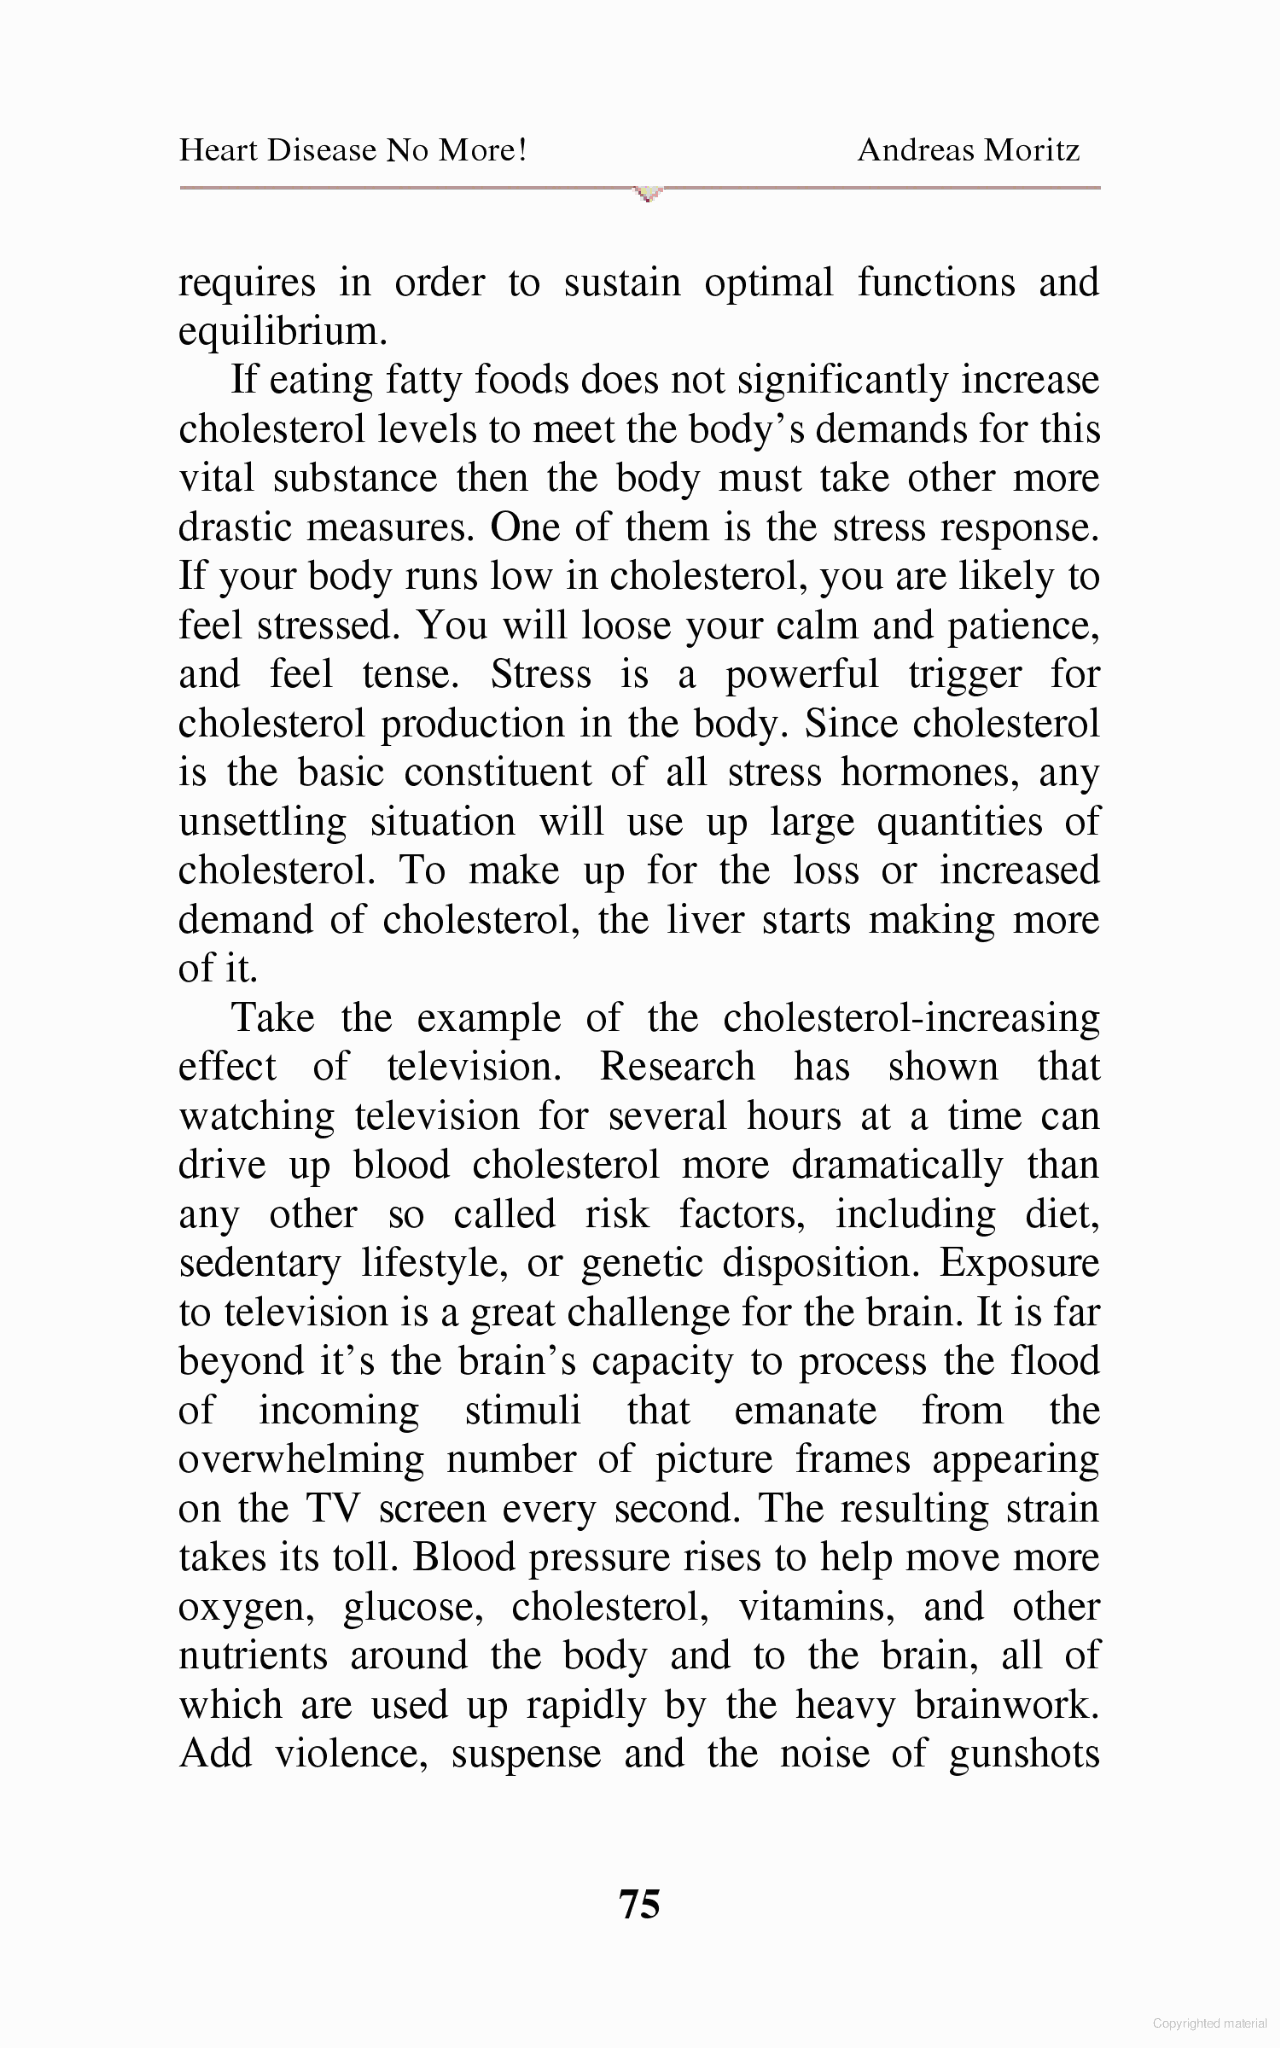 Heart Disease No More! Andreas Moritz
requires in order to sustain optimal functions and
equilibrium.
If eating fatty foods does not significantly increase
cholesterol levels to meet the body's demands for this
vital substance then the body must take other more
drastic measures. One of them is the stress response.
If your body runs low in cholesterol, you are likely to
feel stressed. You will loose your calm and patience,
and feel tense. Stress is a powerful trigger for
cholesterol production in the body. Since cholesterol
is the basic constituent of all stress hormones, any
unsettling situation will use up large quantities of
cholesterol. To make up for the loss or increased
demand of cholesterol, the liver starts making more
of it.
Take the example of the cholesterol-increasing
effect of television. Research has shown that
watching television for several hours at a time can
drive up blood cholesterol more dramatically than
any other so called risk factors, including diet,
sedentary lifestyle, or genetic disposition. Exposure
to television is a great challenge for the brain. It is far
beyond it's the brain's capacity to process the flood
of incoming stimuli that emanate from the
overwhelming number of picture frames appearing
on the TV screen every second. The resulting strain
takes its toll. Blood pressure rises to help move more
oxygen, glucose, cholesterol, vitamins, and other
nutrients around the body and to the brain, all of
which are used up rapidly by the heavy brainwork.
Add violence, suspense and the noise of gunshots
75
Copyrighted material